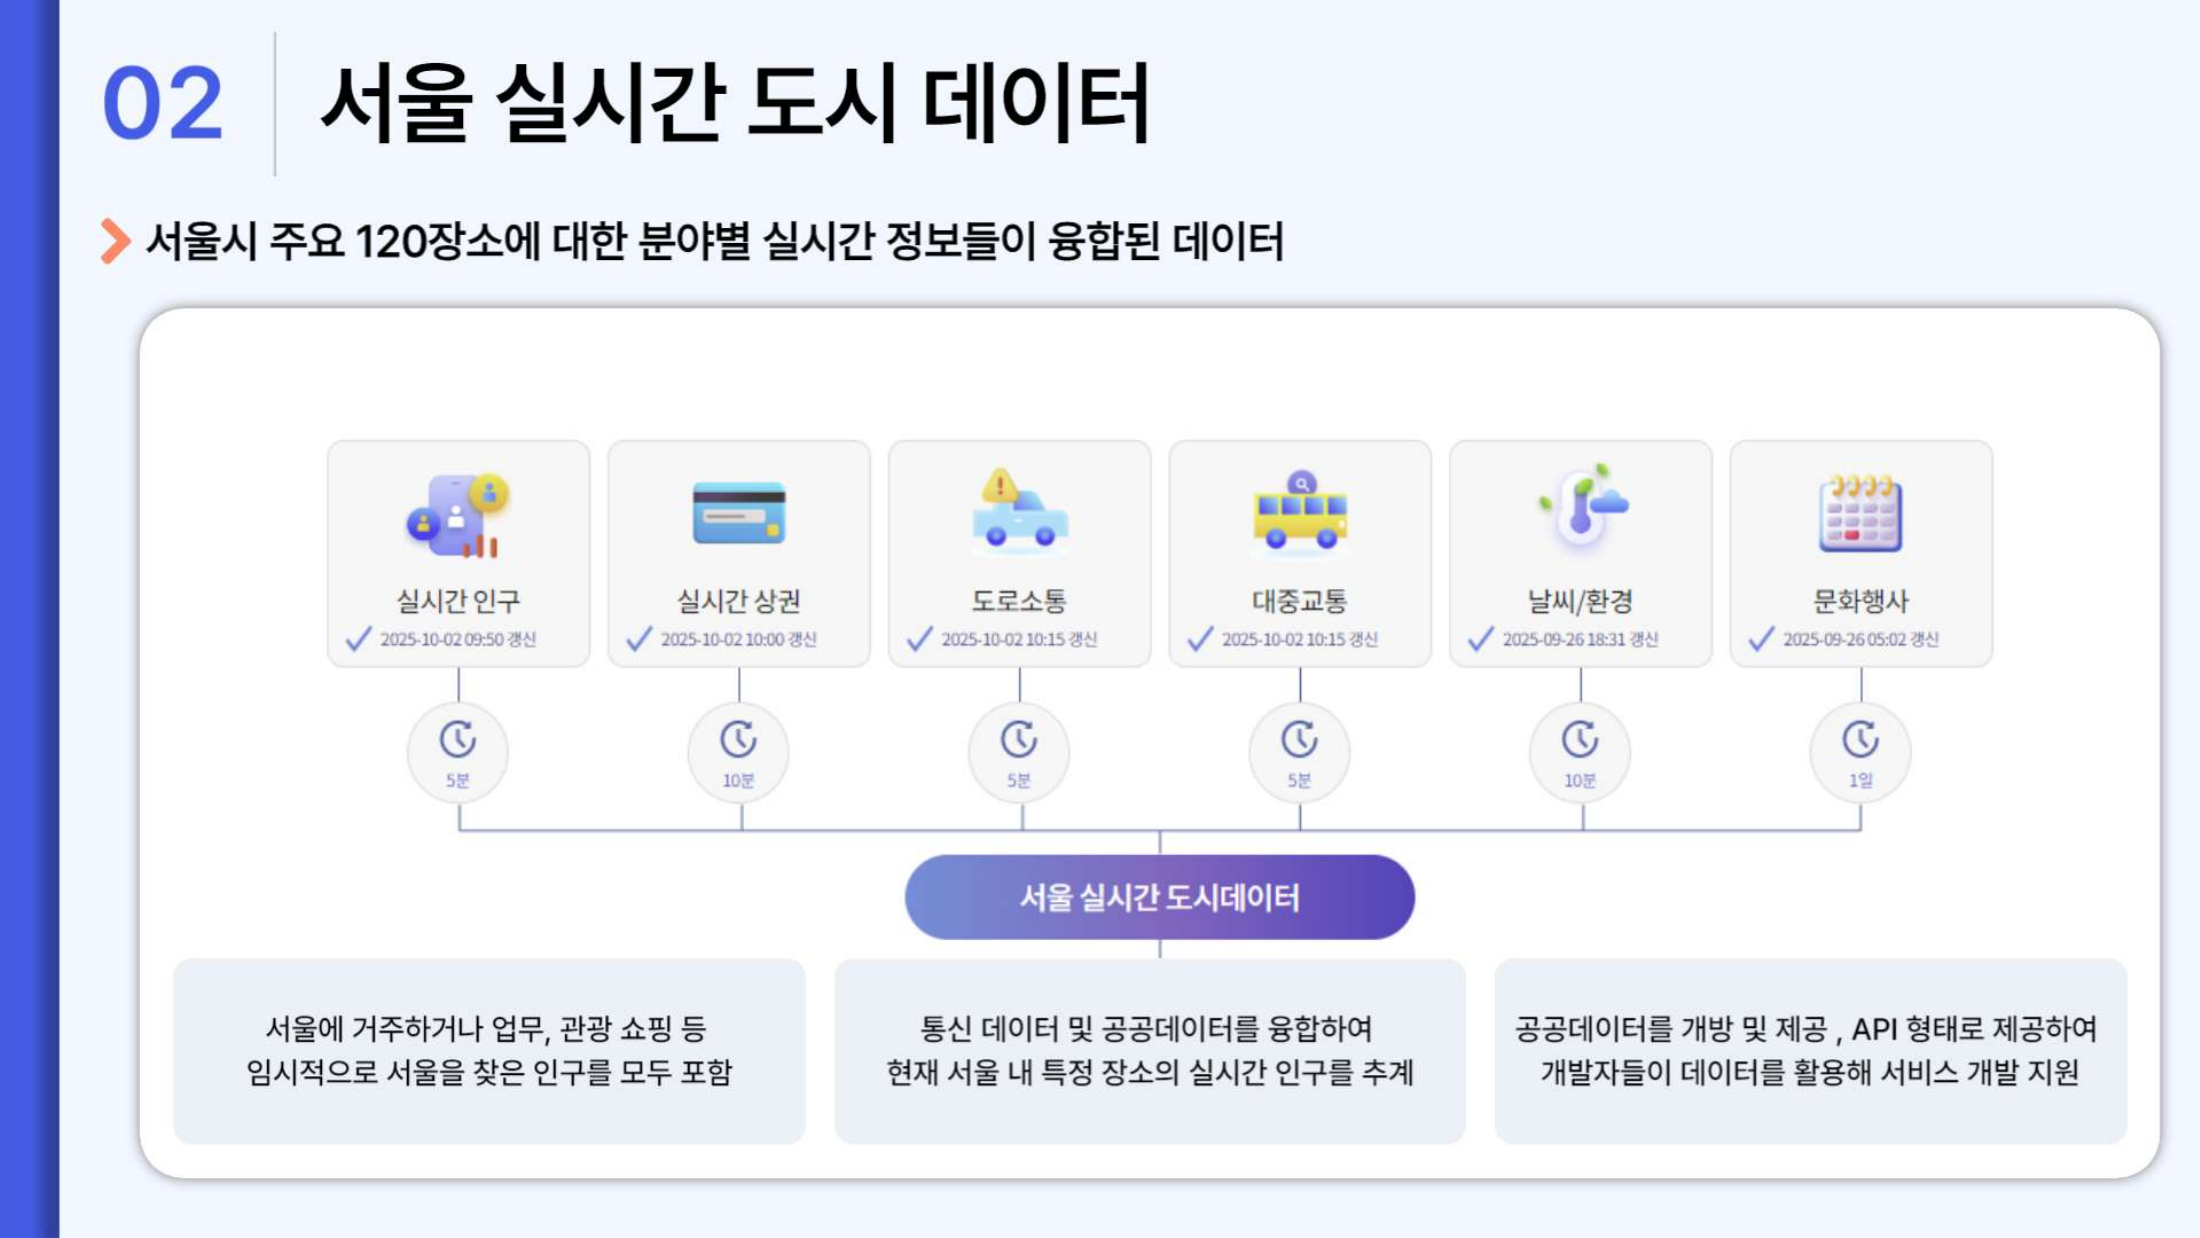 02
서울 실시간 도시 데이터
서울시 주요 120장소에 대한 분야별 실시간 정보들이 융합된 데이터
실시간 인구
2025-10-02 09:50 갱신
실시간 상권
2025-10-02 10:00 갱신
도로소통
2025-10-02 10:15 갱신
대중교통
2025-10-02 10:15 갱신
날씨/환경
2025-09-26 18:31 갱신
문화행사
2025-09-26 05:02 갱신
5분
10분
5분
5분
10분
1일
서울 실시간 도시데이터
서울에 거주하거나 업무, 관광 쇼핑 등
임시적으로 서울을 찾은 인구를 모두 포함
통신 데이터 및 공공데이터를 융합하여
현재 서울 내 특정 장소의 실시간 인구를 추계
공공데이터를 개방 및 제공 , API 형태로 제공하여
개발자들이 데이터를 활용해 서비스 개발 지원